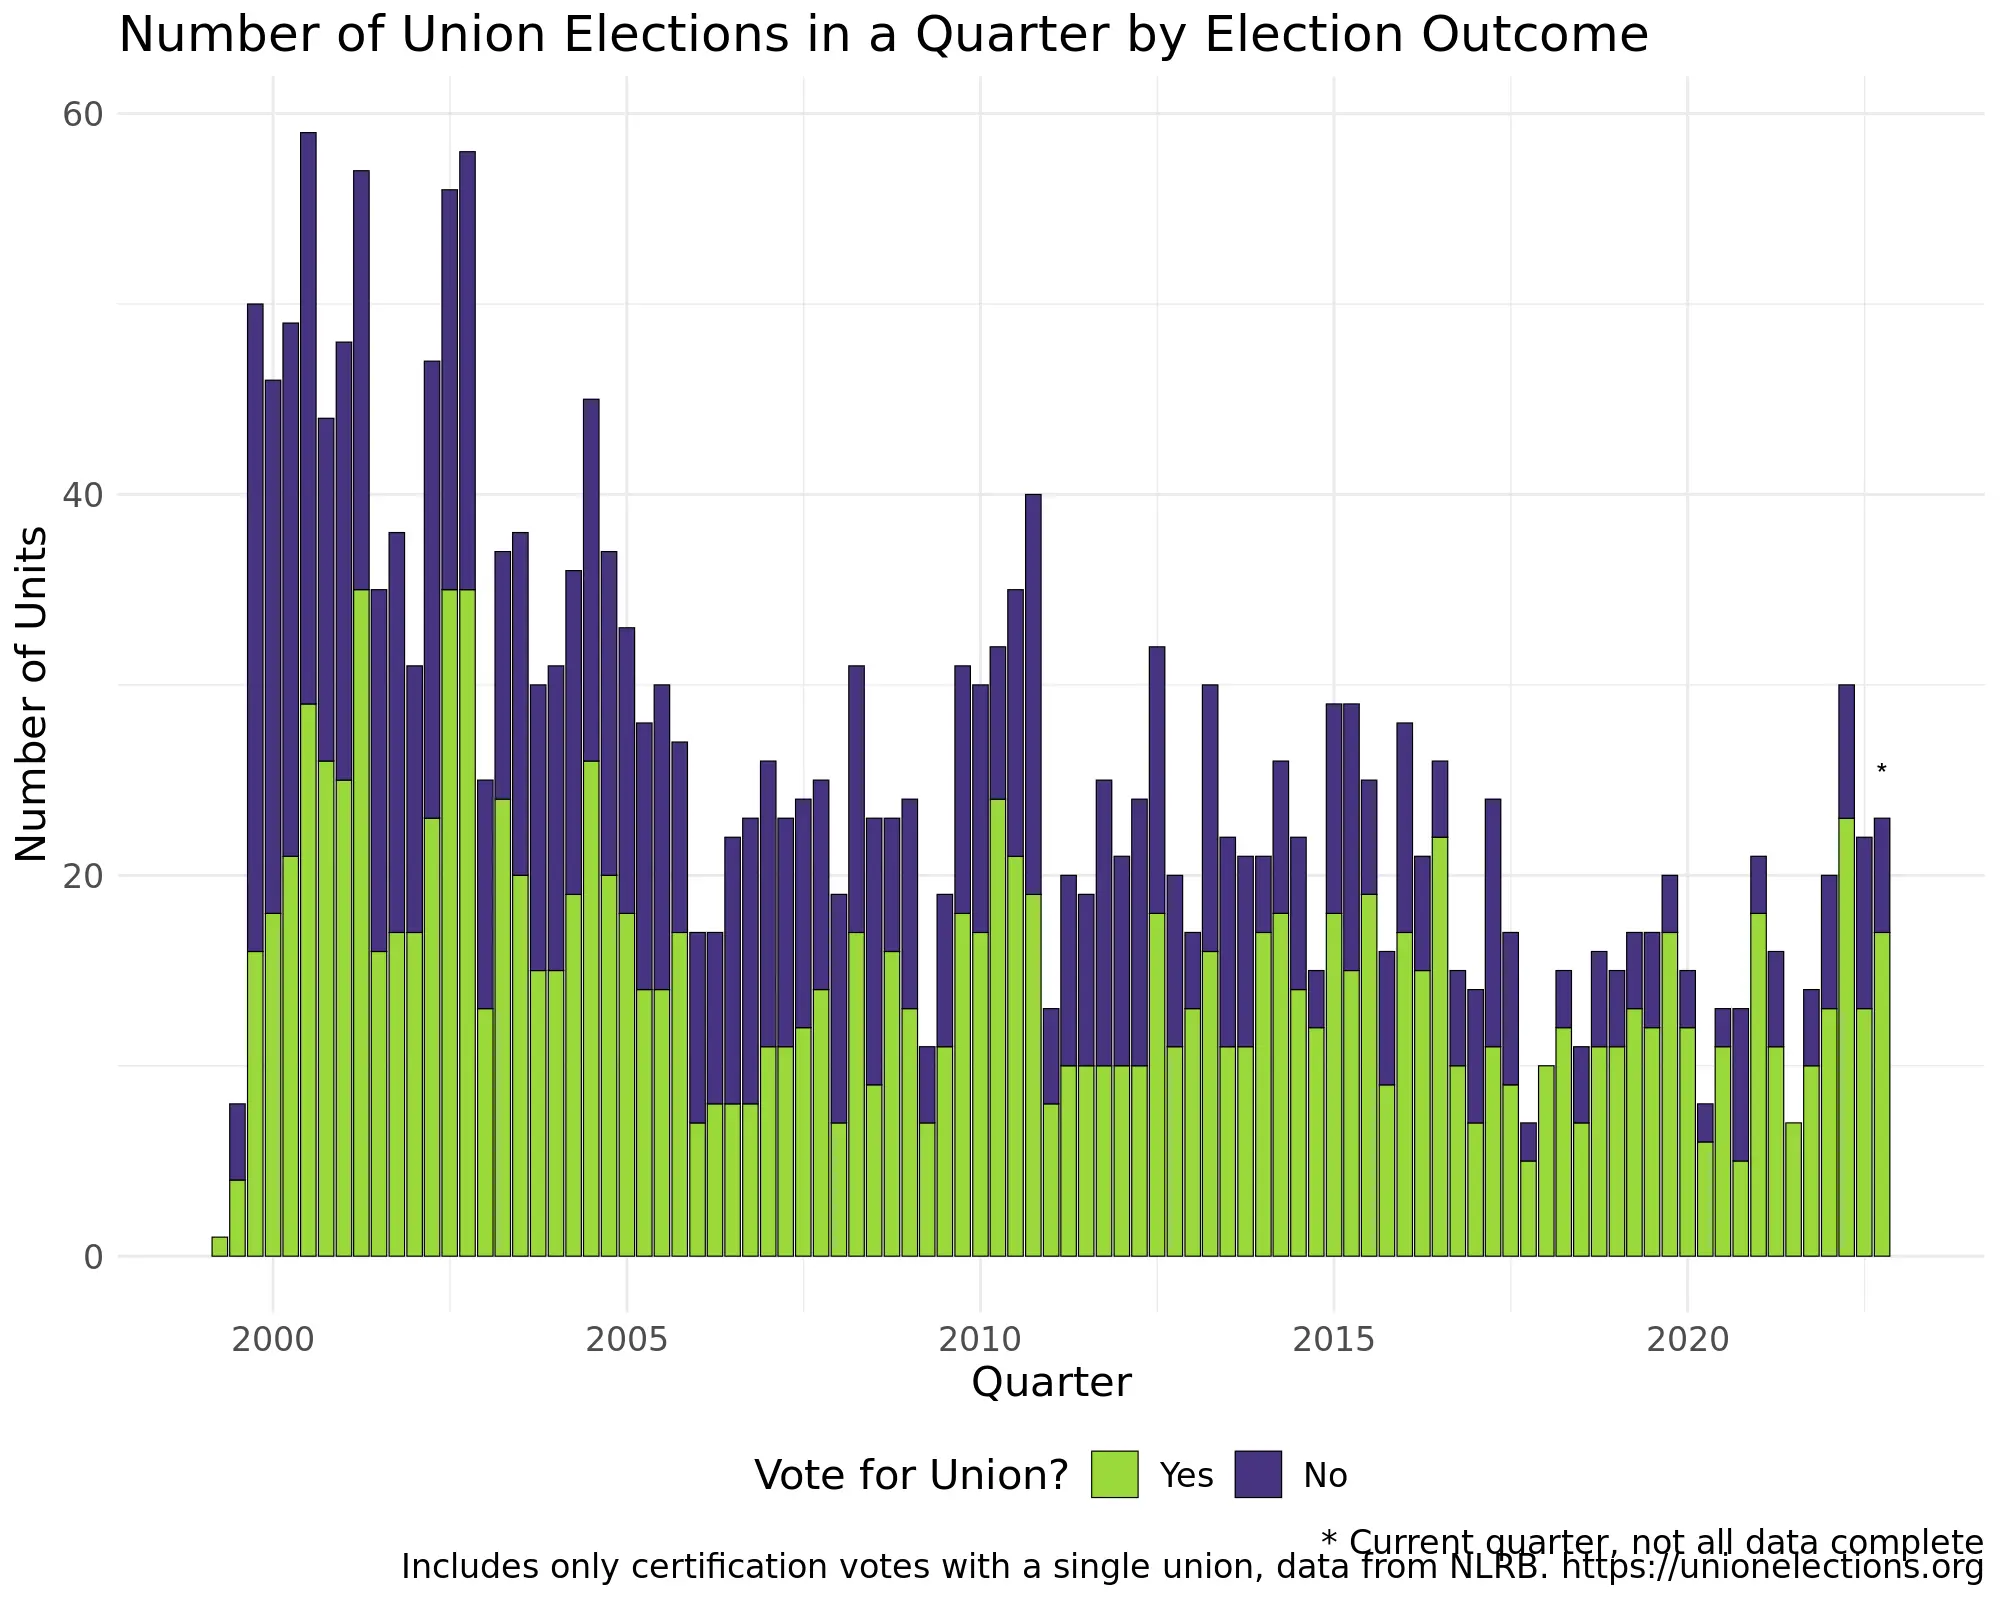 Number of Union Elections in a Quarter by Election Outcome
60
40
20
0
Number of Units
*
2000 2005 2010 2015 2020
Quarter
Vote for Union? Yes No
* Current quarter, not all data complete
Includes only certification votes with a single union, data from NLRB. https://unionelections.org